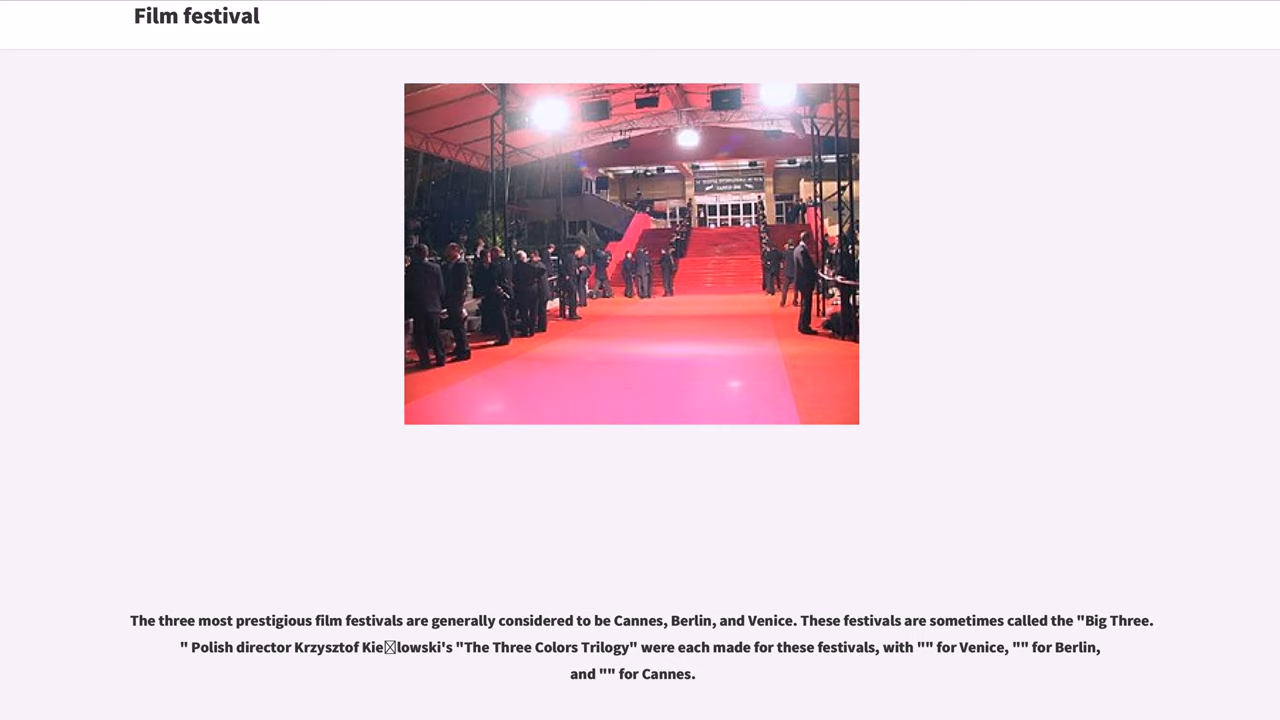 Film festival
The three most prestigious film festivals are generally considered to be Cannes, Berlin, and Venice. These festivals are sometimes called the "Big Three.
" Polish director Krzysztof Kie□lowski's "The Three Colors Trilogy" were each made for these festivals, with "" for Venice, "" for Berlin,
and "" for Cannes.